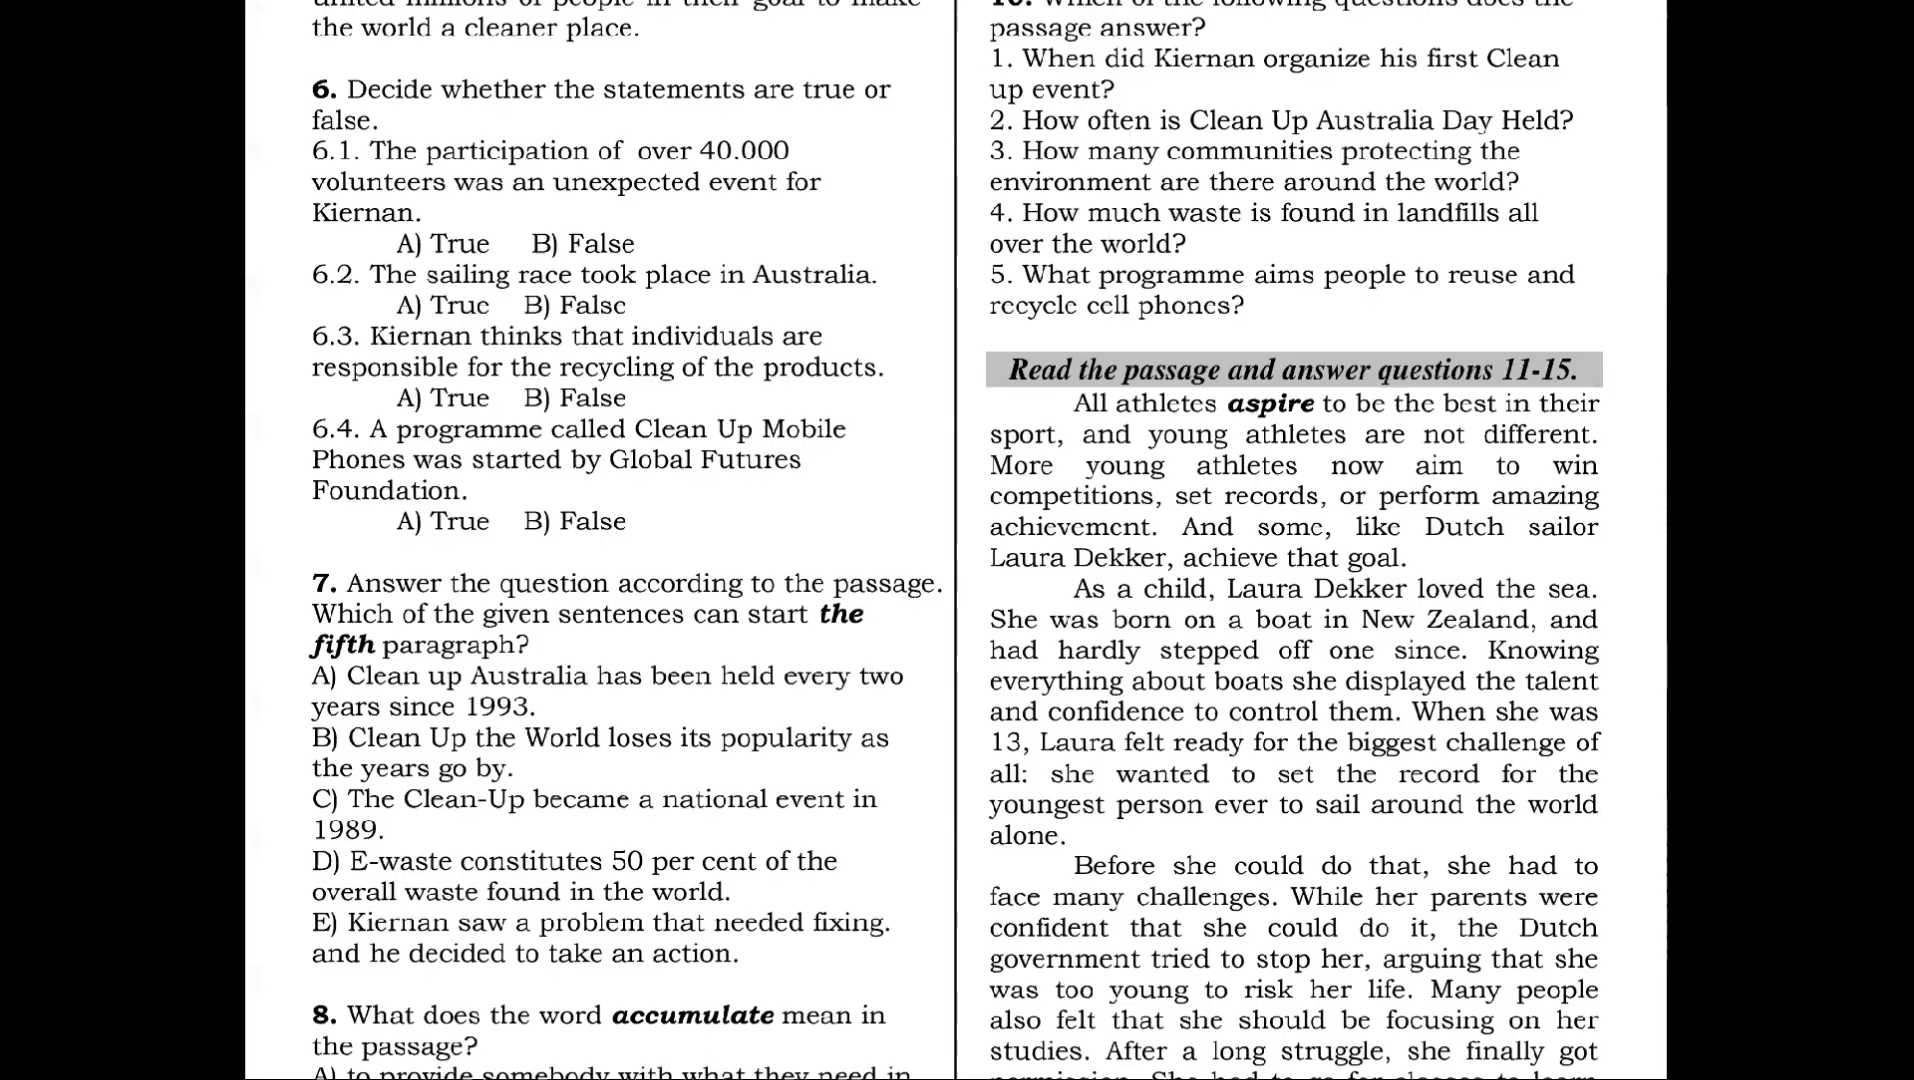 the world a cleaner place.
6. Decide whether the statements are true or
false.
6.1. The participation of over 40.000
volunteers was an unexpected event for
Kiernan.
A) True B) False
6.2. The sailing race took place in Australia.
A) True B) False
6.3. Kiernan thinks that individuals are
responsible for the recycling of the products.
A) True B) False
6.4. A programme called Clean Up Mobile
Phones was started by Global Futures
Foundation.
A) True B) False
7. Answer the question according to the passage.
Which of the given sentences can start the
fifth paragraph?
A) Clean up Australia has been held every two
years since 1993.
B) Clean Up the World loses its popularity as
the years go by.
C) The Clean-Up became a national event in
1989.
D) E-waste constitutes 50 per cent of the
overall waste found in the world.
E) Kiernan saw a problem that needed fixing.
and he decided to take an action.
8. What does the word accumulate mean in
the passage?
A) to provide somebody with what they need in
10. Which of the following questions does the
passage answer?
1. When did Kiernan organize his first Clean
up event?
2. How often is Clean Up Australia Day Held?
3. How many communities protecting the
environment are there around the world?
4. How much waste is found in landfills all
over the world?
5. What programme aims people to reuse and
recycle cell phones?
Read the passage and answer questions 11-15.
All athletes aspire to be the best in their
sport, and young athletes are not different.
More young athletes now aim to win
competitions, set records, or perform amazing
achievement. And some, like Dutch sailor
Laura Dekker, achieve that goal.
As a child, Laura Dekker loved the sea.
She was born on a boat in New Zealand, and
had hardly stepped off one since. Knowing
everything about boats she displayed the talent
and confidence to control them. When she was
13, Laura felt ready for the biggest challenge of
all: she wanted to set the record for the
youngest person ever to sail around the world
alone.
Before she could do that, she had to
face many challenges. While her parents were
confident that she could do it, the Dutch
government tried to stop her, arguing that she
was too young to risk her life. Many people
also felt that she should be focusing on her
studies. After a long struggle, she finally got